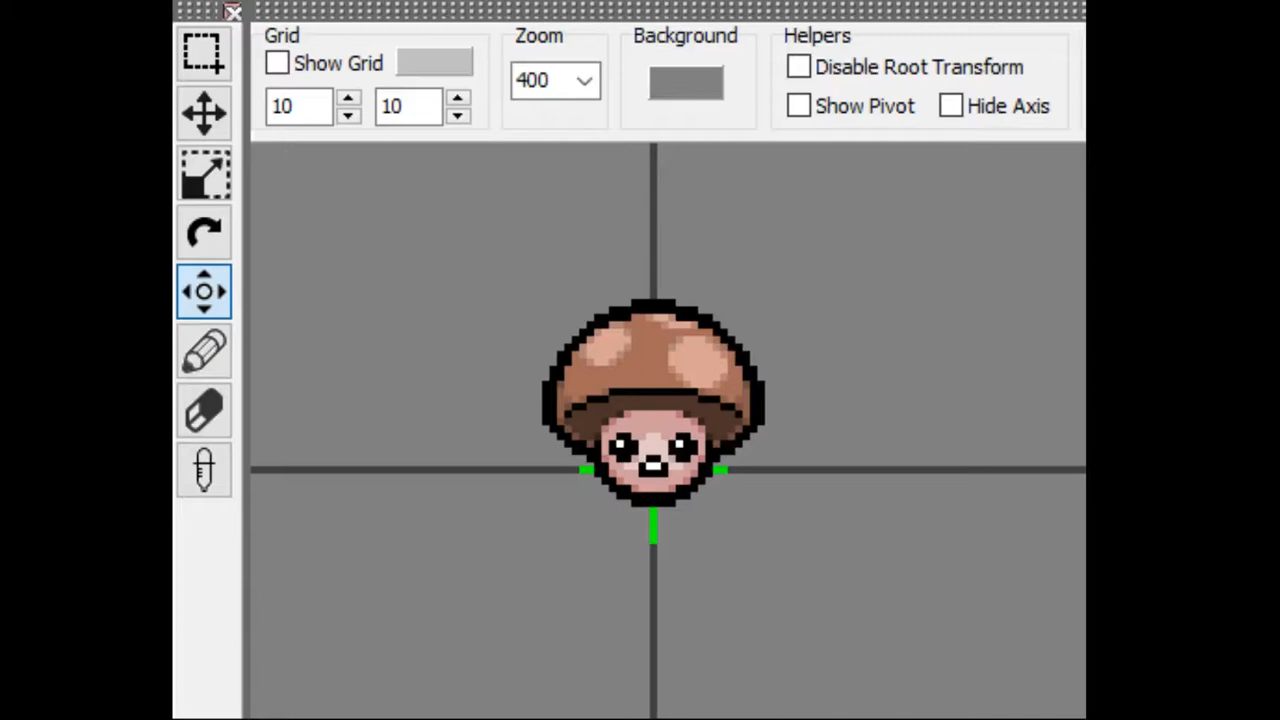 Grid
Zoom
Background
Helpers
Show Grid
400
Disable Root Transform
10
10
Show Pivot
Hide Axis